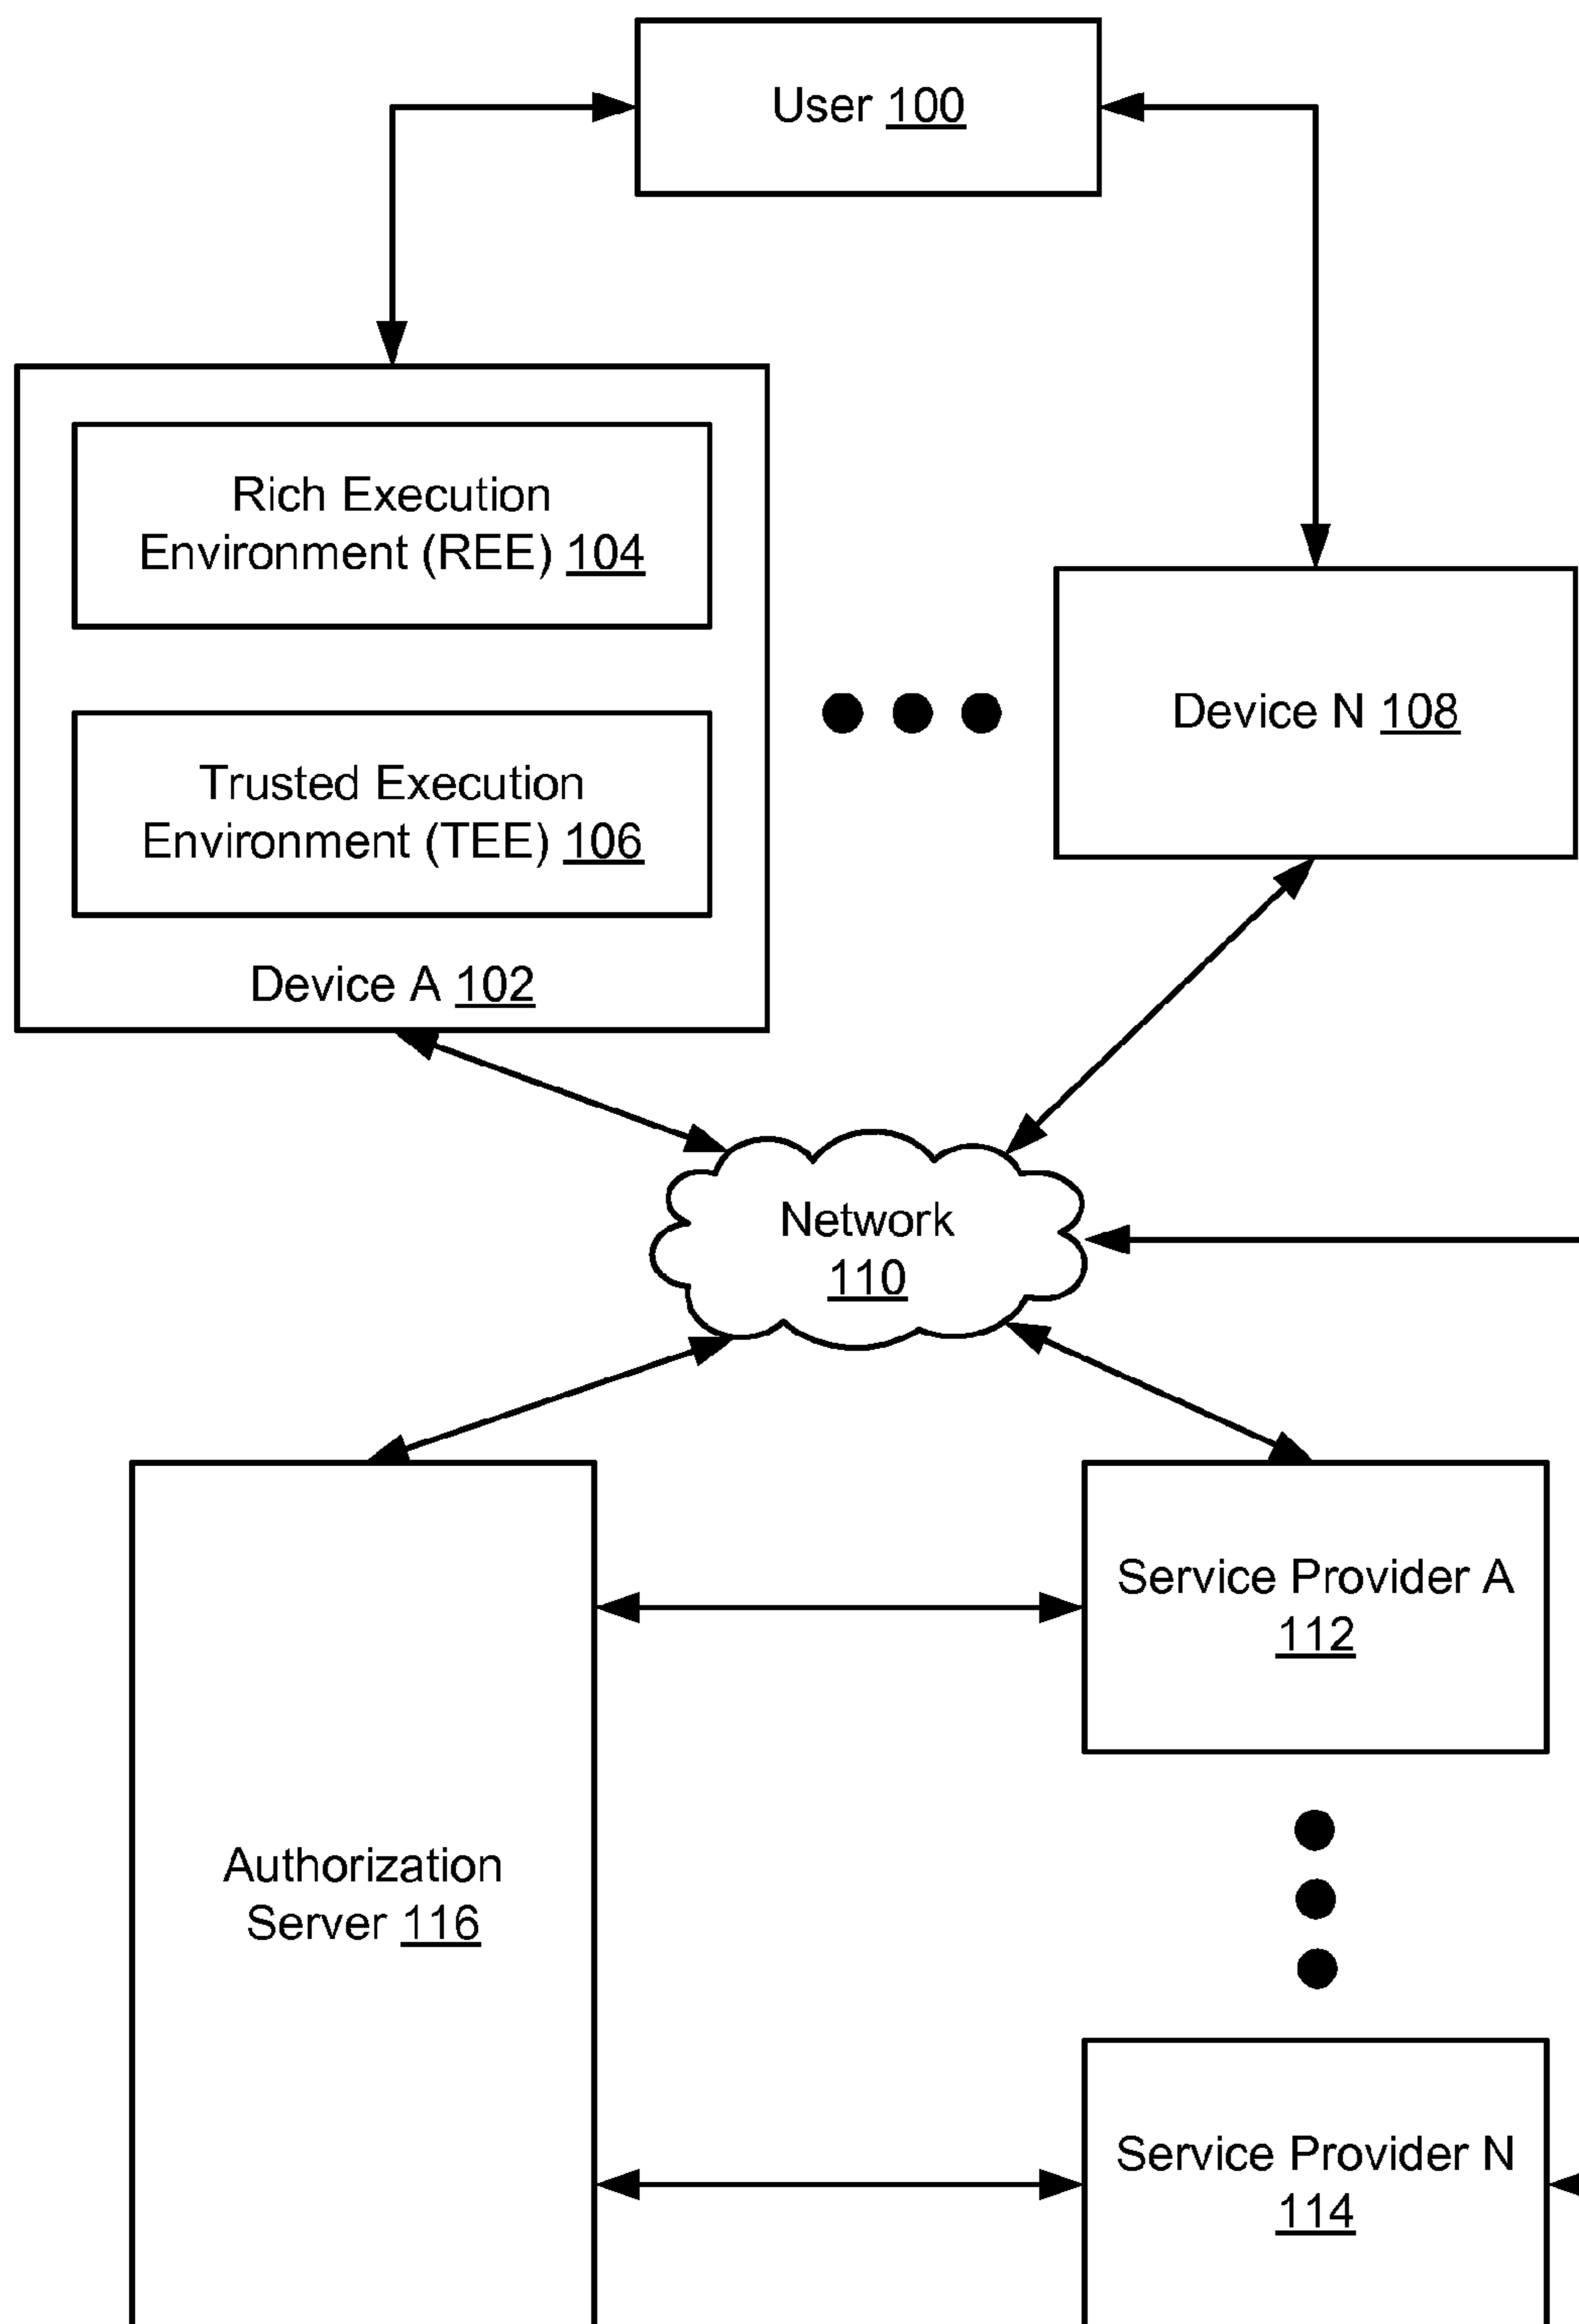 User 100
Rich Execution
Environment (REE) 104
Trusted Execution
Environment (TEE) 106
Device A 102
Device N 108
Network
110
Service Provider A
112
Authorization
Server 116
Service Provider N
114